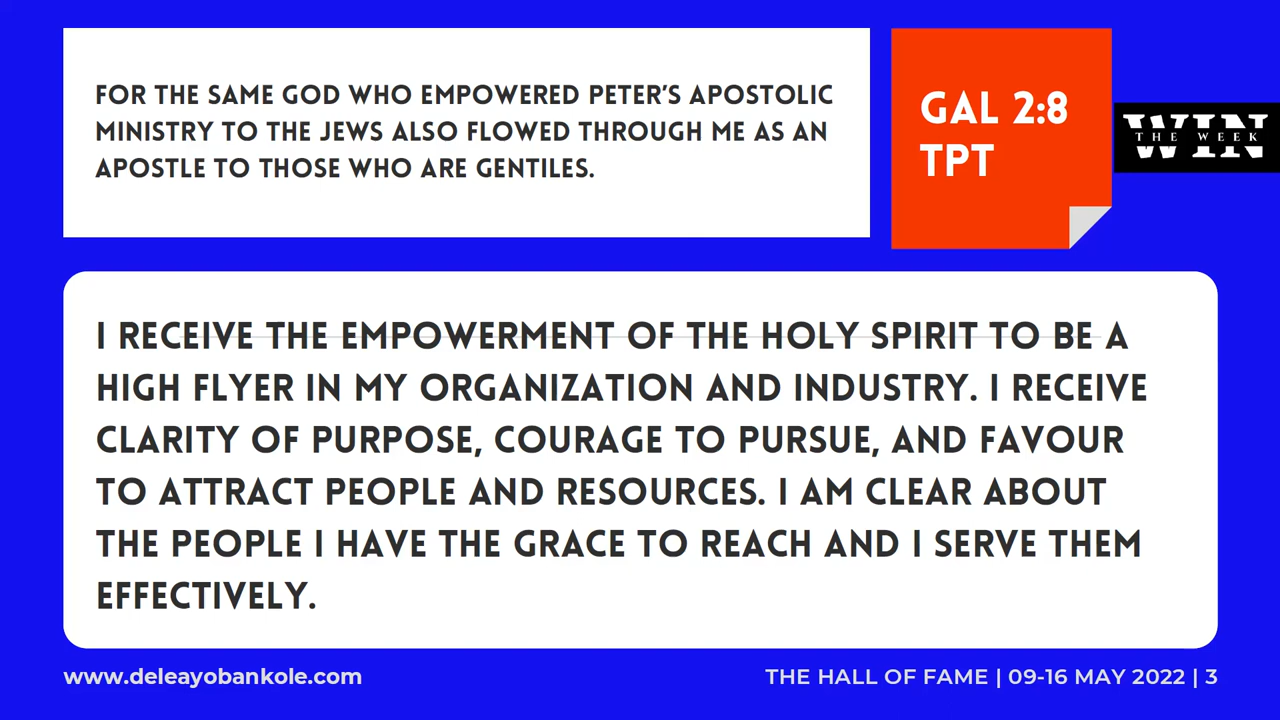 FOR THE SAME GOD WHO EMPOWERED PETER'S APOSTOLIC
MINISTRY TO THE JEWS ALSO FLOWED THROUGH ME AS AN
APOSTLE TO THOSE WHO ARE GENTILES.
GAL 2:8
TPT
WIN
THE WEEK
I RECEIVE THE EMPOWERMENT OF THE HOLY SPIRIT TO BE A
HIGH FLYER IN MY ORGANIZATION AND INDUSTRY. I RECEIVE
CLARITY OF PURPOSE, COURAGE TO PURSUE, AND FAVOUR
TO ATTRACT PEOPLE AND RESOURCES. I AM CLEAR ABOUT
THE PEOPLE I HAVE THE GRACE TO REACH AND I SERVE THEM
EFFECTIVELY.
www.deleayobankole.com
THE HALL OF FAME | 09-16 MAY 2022 | 3